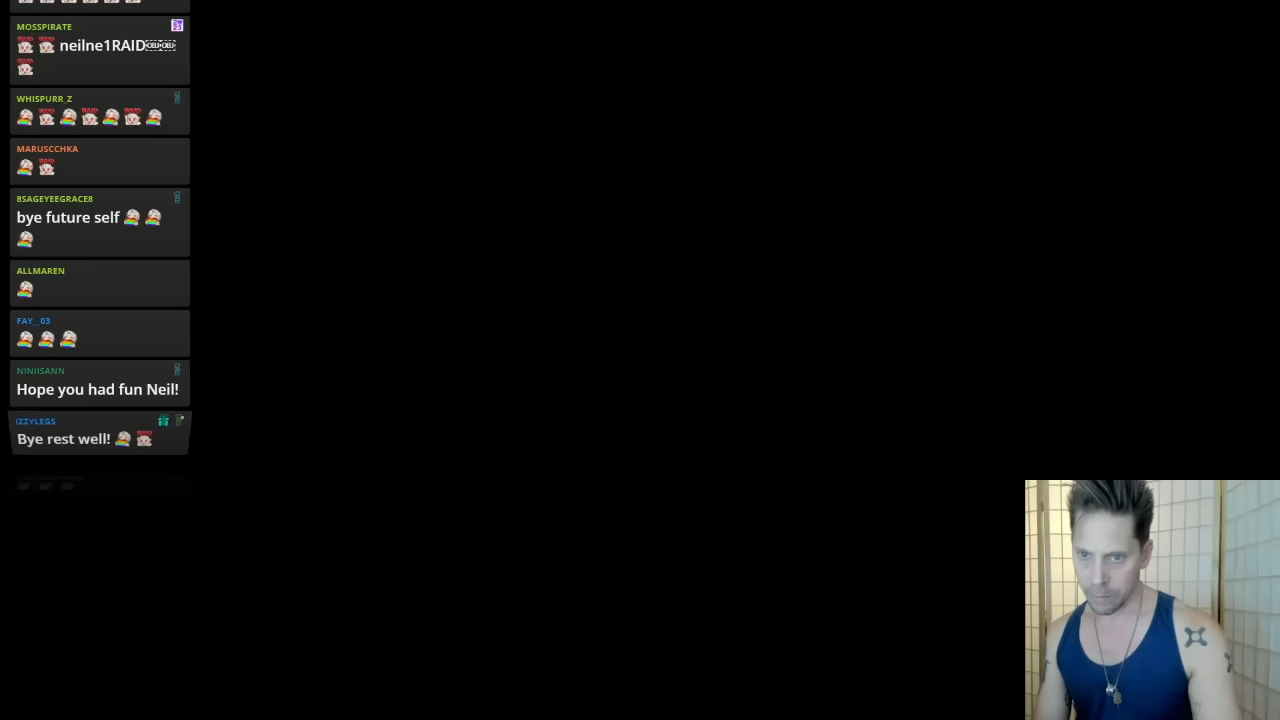 MOSSPIRATE
neilne1RAID
WHISPURR_Z
MARUSCCHKA
8SAGEYEEGRACE8
bye future self
ALLMAREN
FAY_03
NINIISANN
Hope you had fun Neil!
IZZYLEGS
Bye rest well!